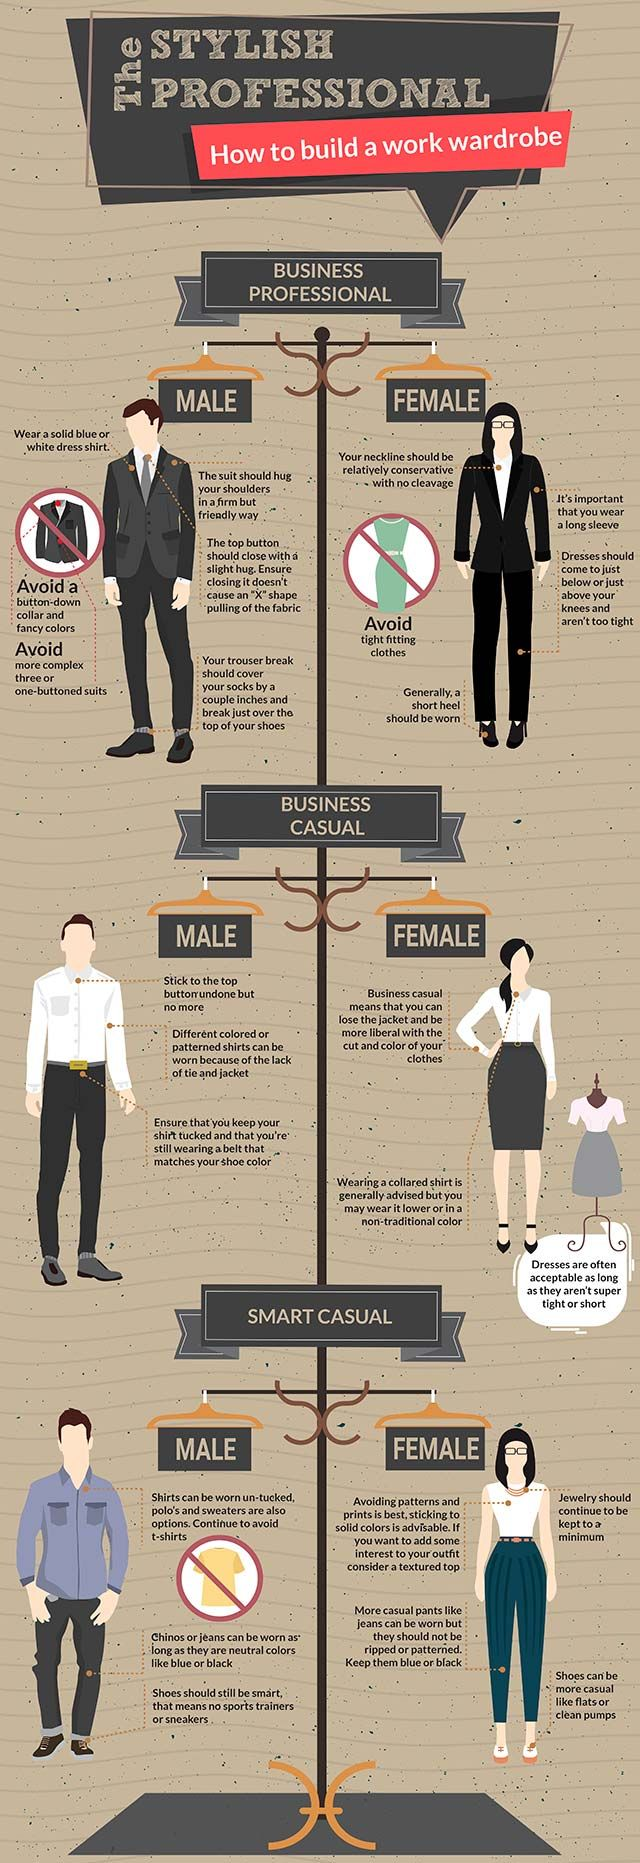 The STYLISH
PROFESSIONAL
How to build a work wardrobe
BUSINESS
PROFESSIONAL
MALE
Wear a solid blue or
white dress shirt.
The suit should hug
your shoulders
in a firm but
friendly way
The top button
should close with a
slight hug. Ensure
closing it doesn't
cause an "X" shape
pulling of the fabric
Avoid a
button-down
collar and
fancy colors
Avoid
more complex
three or
one-buttoned suits
Your trouser break
should cover
your socks by a
couple inches and
break just over the
top of your shoes
FEMALE
Your neckline should be
relatively conservative
with no cleavage
It's important
that you wear
a long sleeve
Dresses should
come to just
below or just
above your
knees and
aren't too tight
Avoid
tight fitting
clothes
Generally, a
short heel
should be worn
BUSINESS
CASUAL
MALE
Stick to the top
button undone but
no more
Different colored or
patterned shirts can be
worn because of the lack
of tie and jacket
Ensure that you keep your
shirt tucked and that you're
still wearing a belt that
matches your shoe color
FEMALE
Business casual
means that you can
lose the jacket and be
more liberal with the
cut and color of your
clothes
Wearing a collared shirt is
generally advised but you
may wear it lower or in a
non-traditional color
Dresses are often
acceptable as long
as they aren't super
tight or short
SMART CASUAL
MALE
Shirts can be worn un-tucked,
polo's and sweaters are also
options. Continue to avoid
t-shirts
Chinos or jeans can be worn as
long as they are neutral colors
like blue or black
Shoes should still be smart,
that means no sports trainers
or sneakers
FEMALE
Avoiding patterns and
prints is best, sticking to
solid colors is advisable. If
you want to add some
interest to your outfit
consider a textured top
Jewelry should
continue to be
kept to a
minimum
More casual pants like
jeans can be worn but
they should not be
ripped or patterned.
Keep them blue or black
Shoes can be
more casual
like flats or
clean pumps